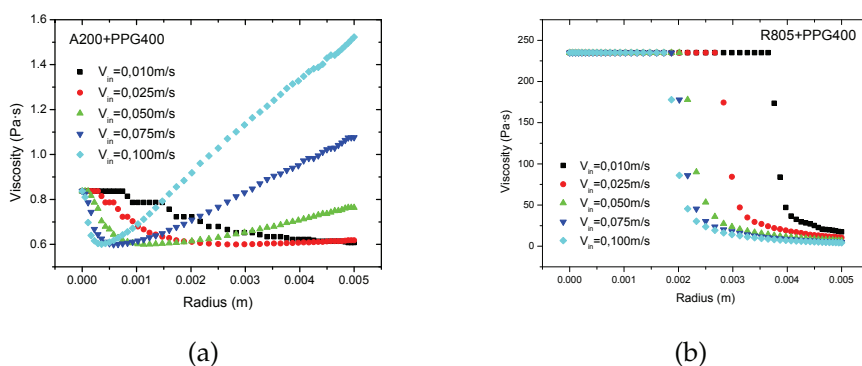 A200+PPG400
V_in=0,010m/s
V_in=0,025m/s
V_in=0,050m/s
V_in=0,075m/s
V_in=0,100m/s
Viscosity (Pa·s)
1.6
1.4
1.2
1.0
0.8
0.6
0.000 0.001 0.002 0.003 0.004 0.005
Radius (m)
(a)
R805+PPG400
Viscosity (Pa·s)
250
200
150
100
50
0
V_in=0,010m/s
V_in=0,025m/s
V_in=0,050m/s
V_in=0,075m/s
V_in=0,100m/s
0.000 0.001 0.002 0.003 0.004 0.005
Radius (m)
(b)